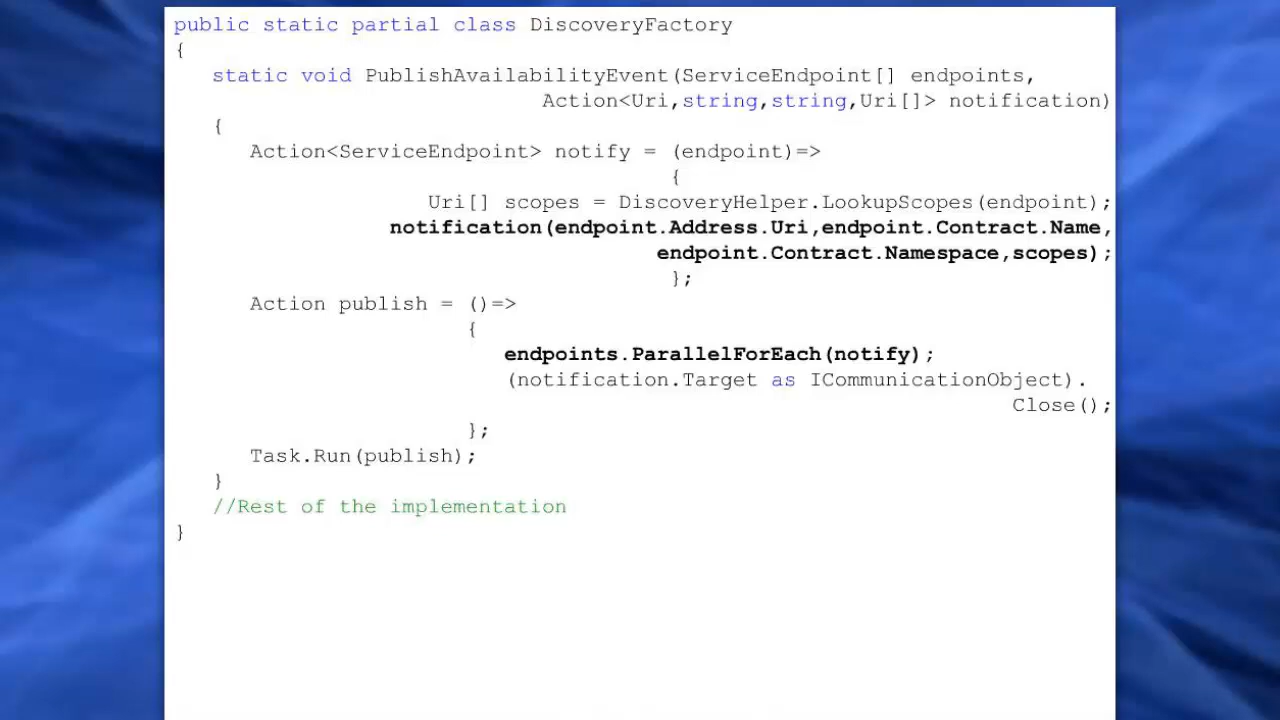 public static partial class DiscoveryFactory
{
static void PublishAvailabilityEvent(ServiceEndpoint[] endpoints,
Action<Uri,string,string,Uri[]> notification)
{
Action<ServiceEndpoint> notify = (endpoint)=>
{
Uri[] scopes = DiscoveryHelper.LookupScopes(endpoint);
notification(endpoint.Address.Uri,endpoint.Contract.Name,
endpoint.Contract.Namespace,scopes);
};
Action publish = ()=>
{
endpoints.ParallelForEach(notify);
(notification.Target as ICommunicationObject).
Close();
};
Task.Run(publish);
}
//Rest of the implementation
}